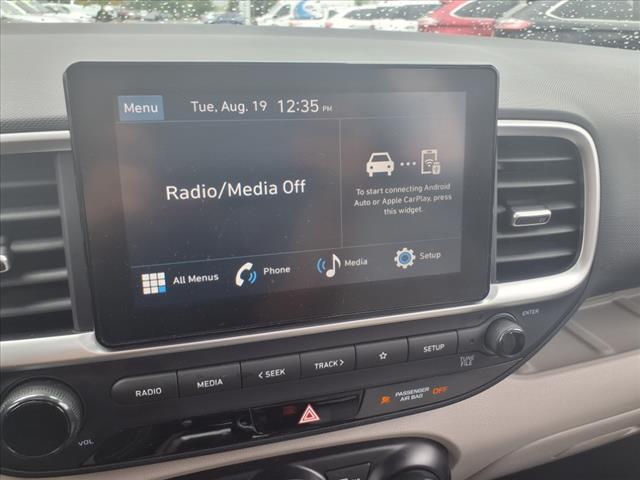 Menu Tue, Aug. 19 12:35 PM
Radio/Media Off
To start connecting Android
Auto or Apple CarPlay, press
this widget.
All Menus Phone Media Setup
ENTER
RADIO MEDIA < SEEK TRACK > SETUP
TUNE
FILE
VOL
PASSENGER
AIR BAG OFF